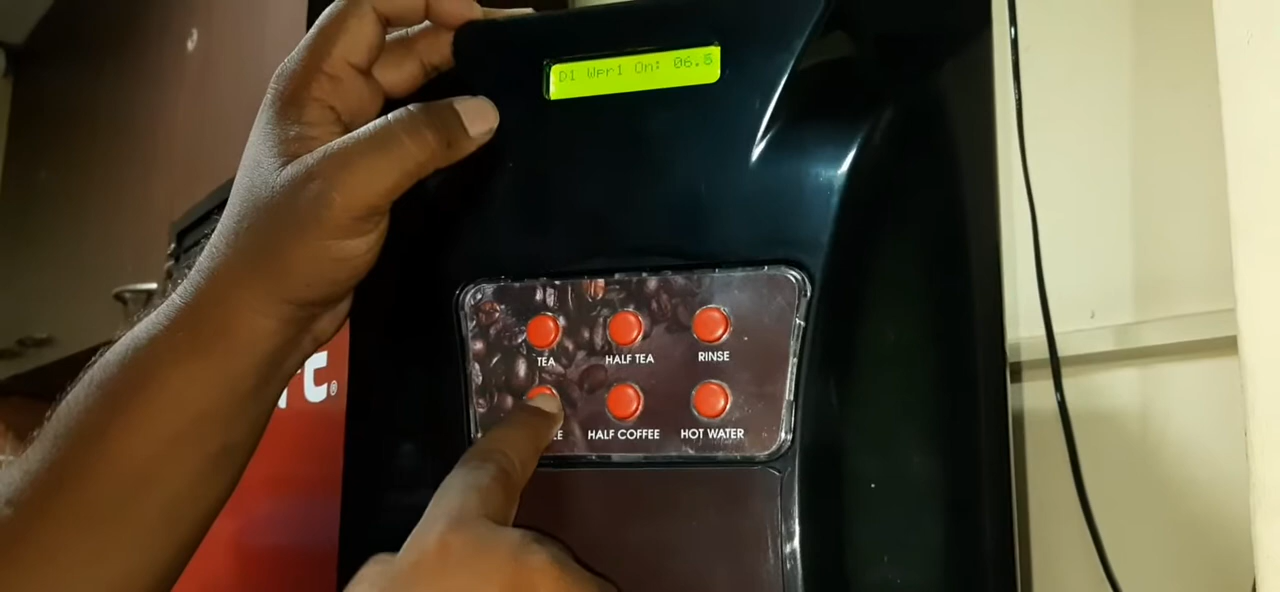 D1 Wpr1 On: 06.5
TEA
HALF TEA
RINSE
HALF COFFEE
HOT WATER